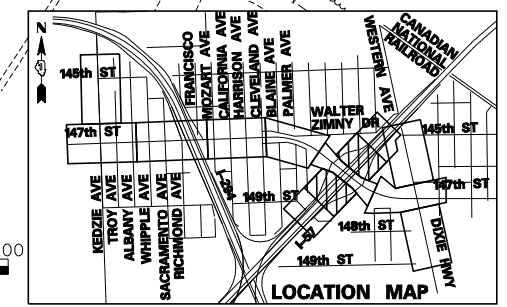 N
FRANCISCO
MOZART AVE
CALIFORNIA AVE
HARRISON AVE
CLEVELAND AVE
BLAINE AVE
PALMER AVE
WESTERN AVE
CANADIAN
NATIONAL
RAILROAD
145th ST
WALTER
ZIMNY DR
147th ST
145th ST
I-294
149th ST
147th ST
KEDZIE AVE
TROY AVE
ALBANY AVE
WHIPPLE AVE
SACRAMENTO AVE
RICHMOND AVE
I-57
148th ST
DIXIE HWY
149th ST
00
LOCATION MAP